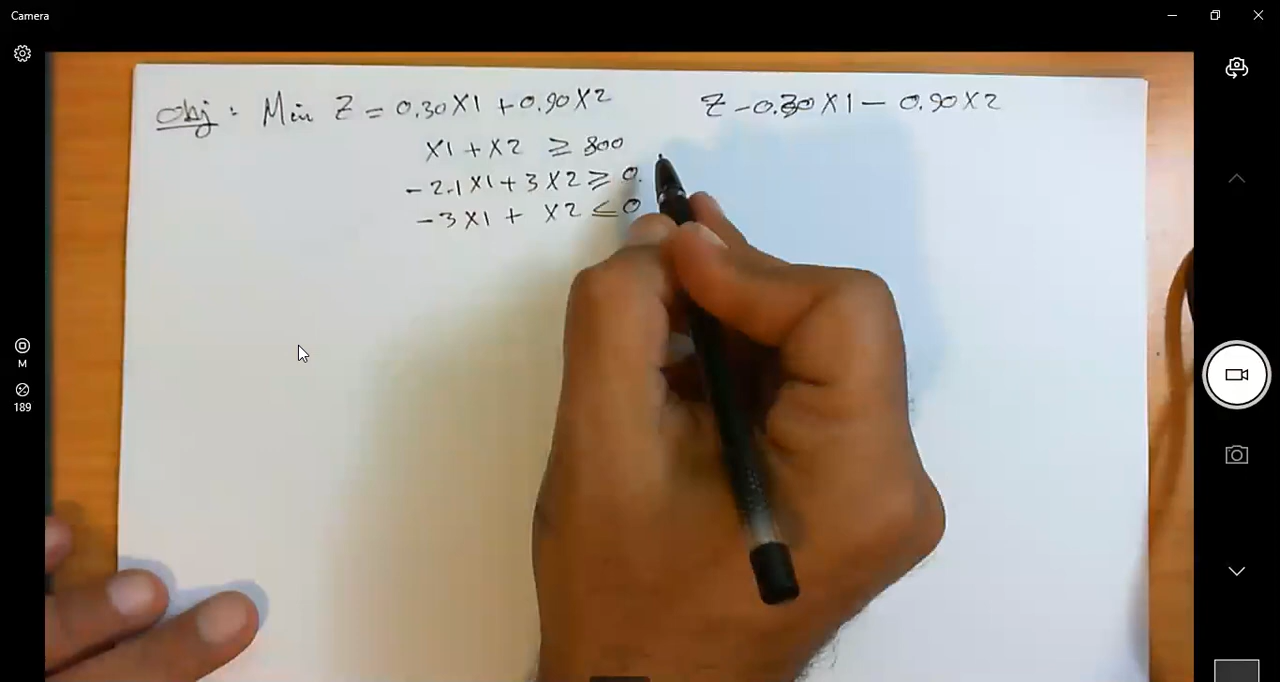 Camera
Obj : Min Z = 0.30X1 + 0.90X2 Z - 0.30X1 - 0.90X2
X1 + X2 ≥ 800
- 2.1X1 + 3X2 ≥ 0.
- 3X1 + X2 ≤ 0
M
189